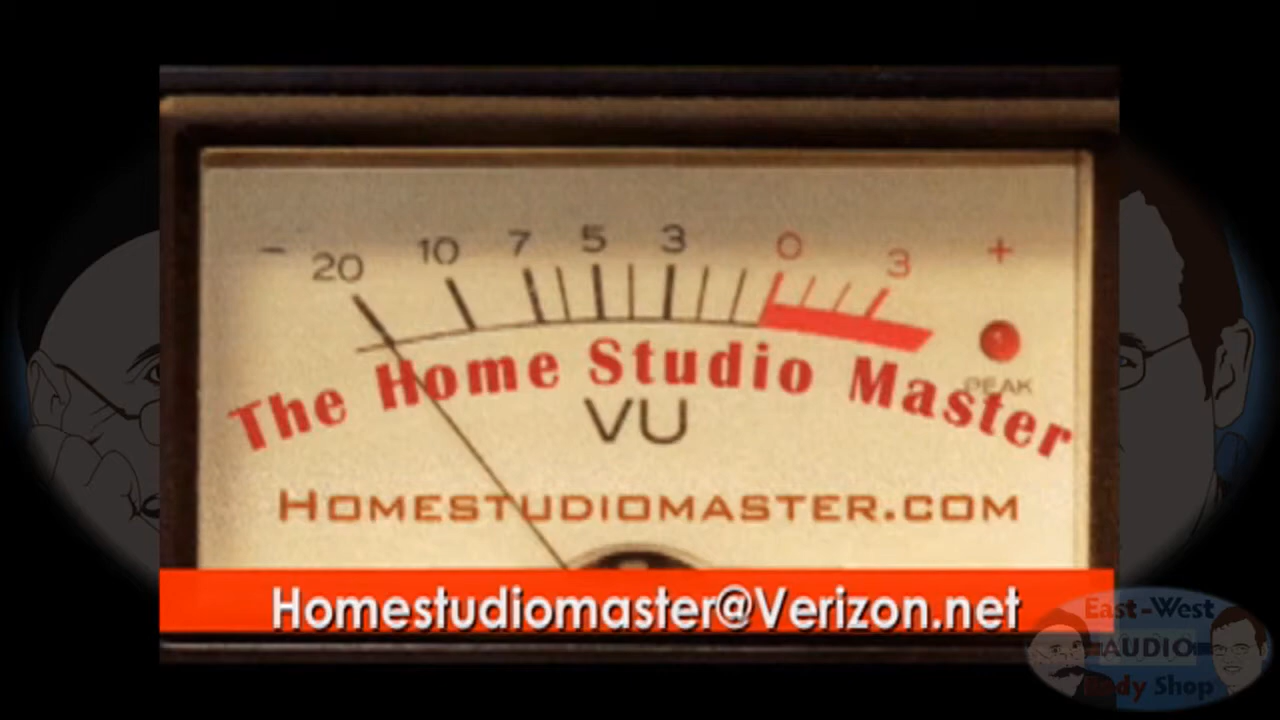 − 20 10 7 5 3 0 3 +
PEAK
The Home Studio Master
VU
Homestudiomaster.com
Homestudiomaster@Verizon.net
East-West
AUDIO
Body Shop